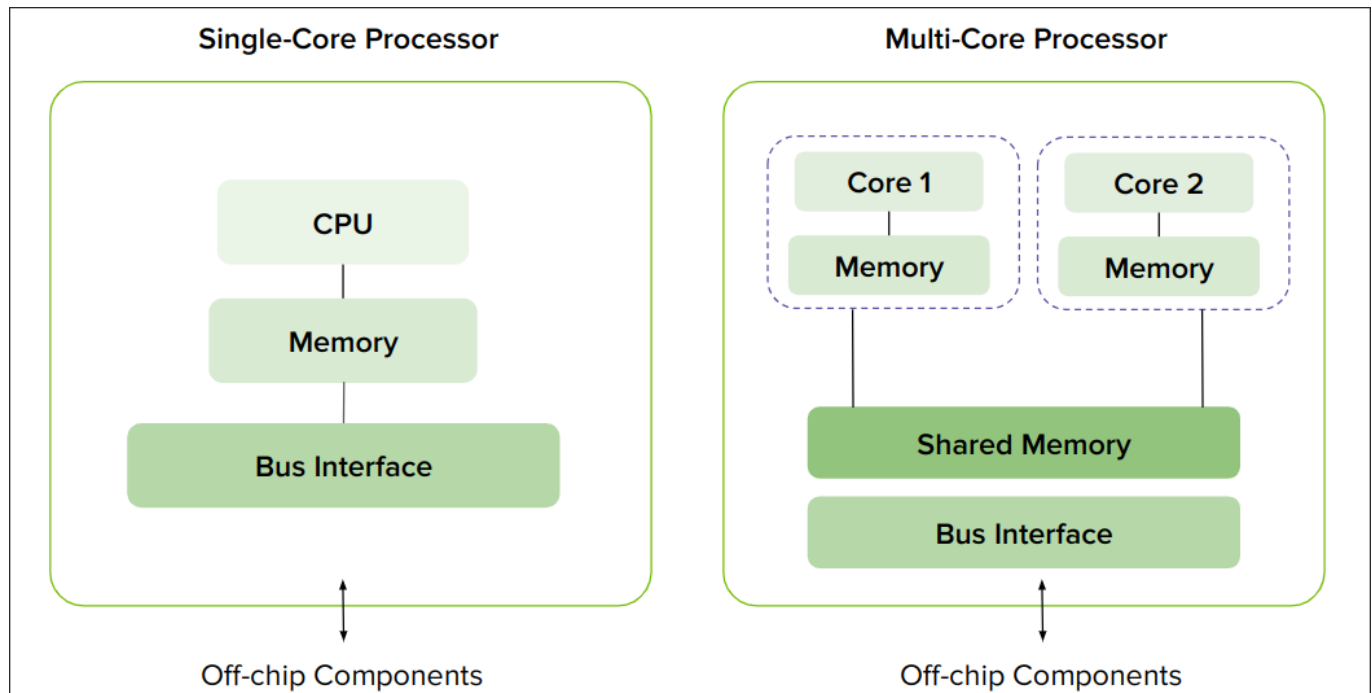 Single-Core Processor
CPU
Memory
Bus Interface
Off-chip Components
Multi-Core Processor
Core 1
Memory
Core 2
Memory
Shared Memory
Bus Interface
Off-chip Components